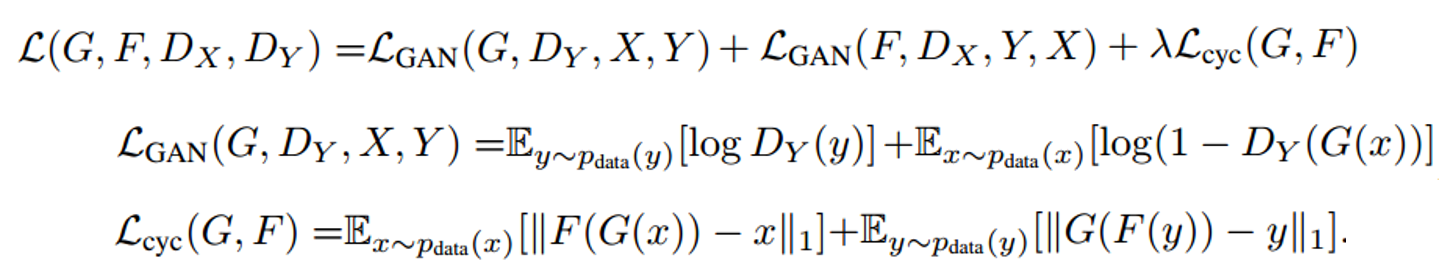 ℒ(G, F, D_X, D_Y) =ℒ_GAN(G, D_Y, X, Y) + ℒ_GAN(F, D_X, Y, X) + λℒ_cyc(G, F)
ℒ_GAN(G, D_Y, X, Y) =𝔼_{y∼p_data(y)}[log D_Y(y)] +𝔼_{x∼p_data(x)}[log(1 − D_Y(G(x))]
ℒ_cyc(G, F) =𝔼_{x∼p_data(x)}[‖F(G(x)) − x‖₁]+𝔼_{y∼p_data(y)}[‖G(F(y)) − y‖₁].